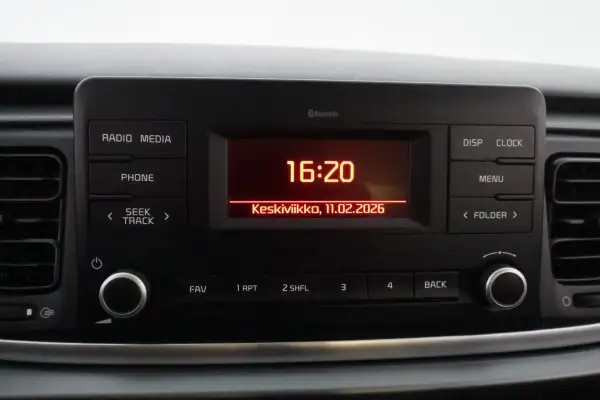 Bluetooth
RADIO MEDIA
DISP CLOCK
16:20
PHONE
MENU
Keskiviikko, 11.02.2026
SEEK
TRACK
FOLDER
FAV
1 RPT
2 SHFL
3
4
BACK